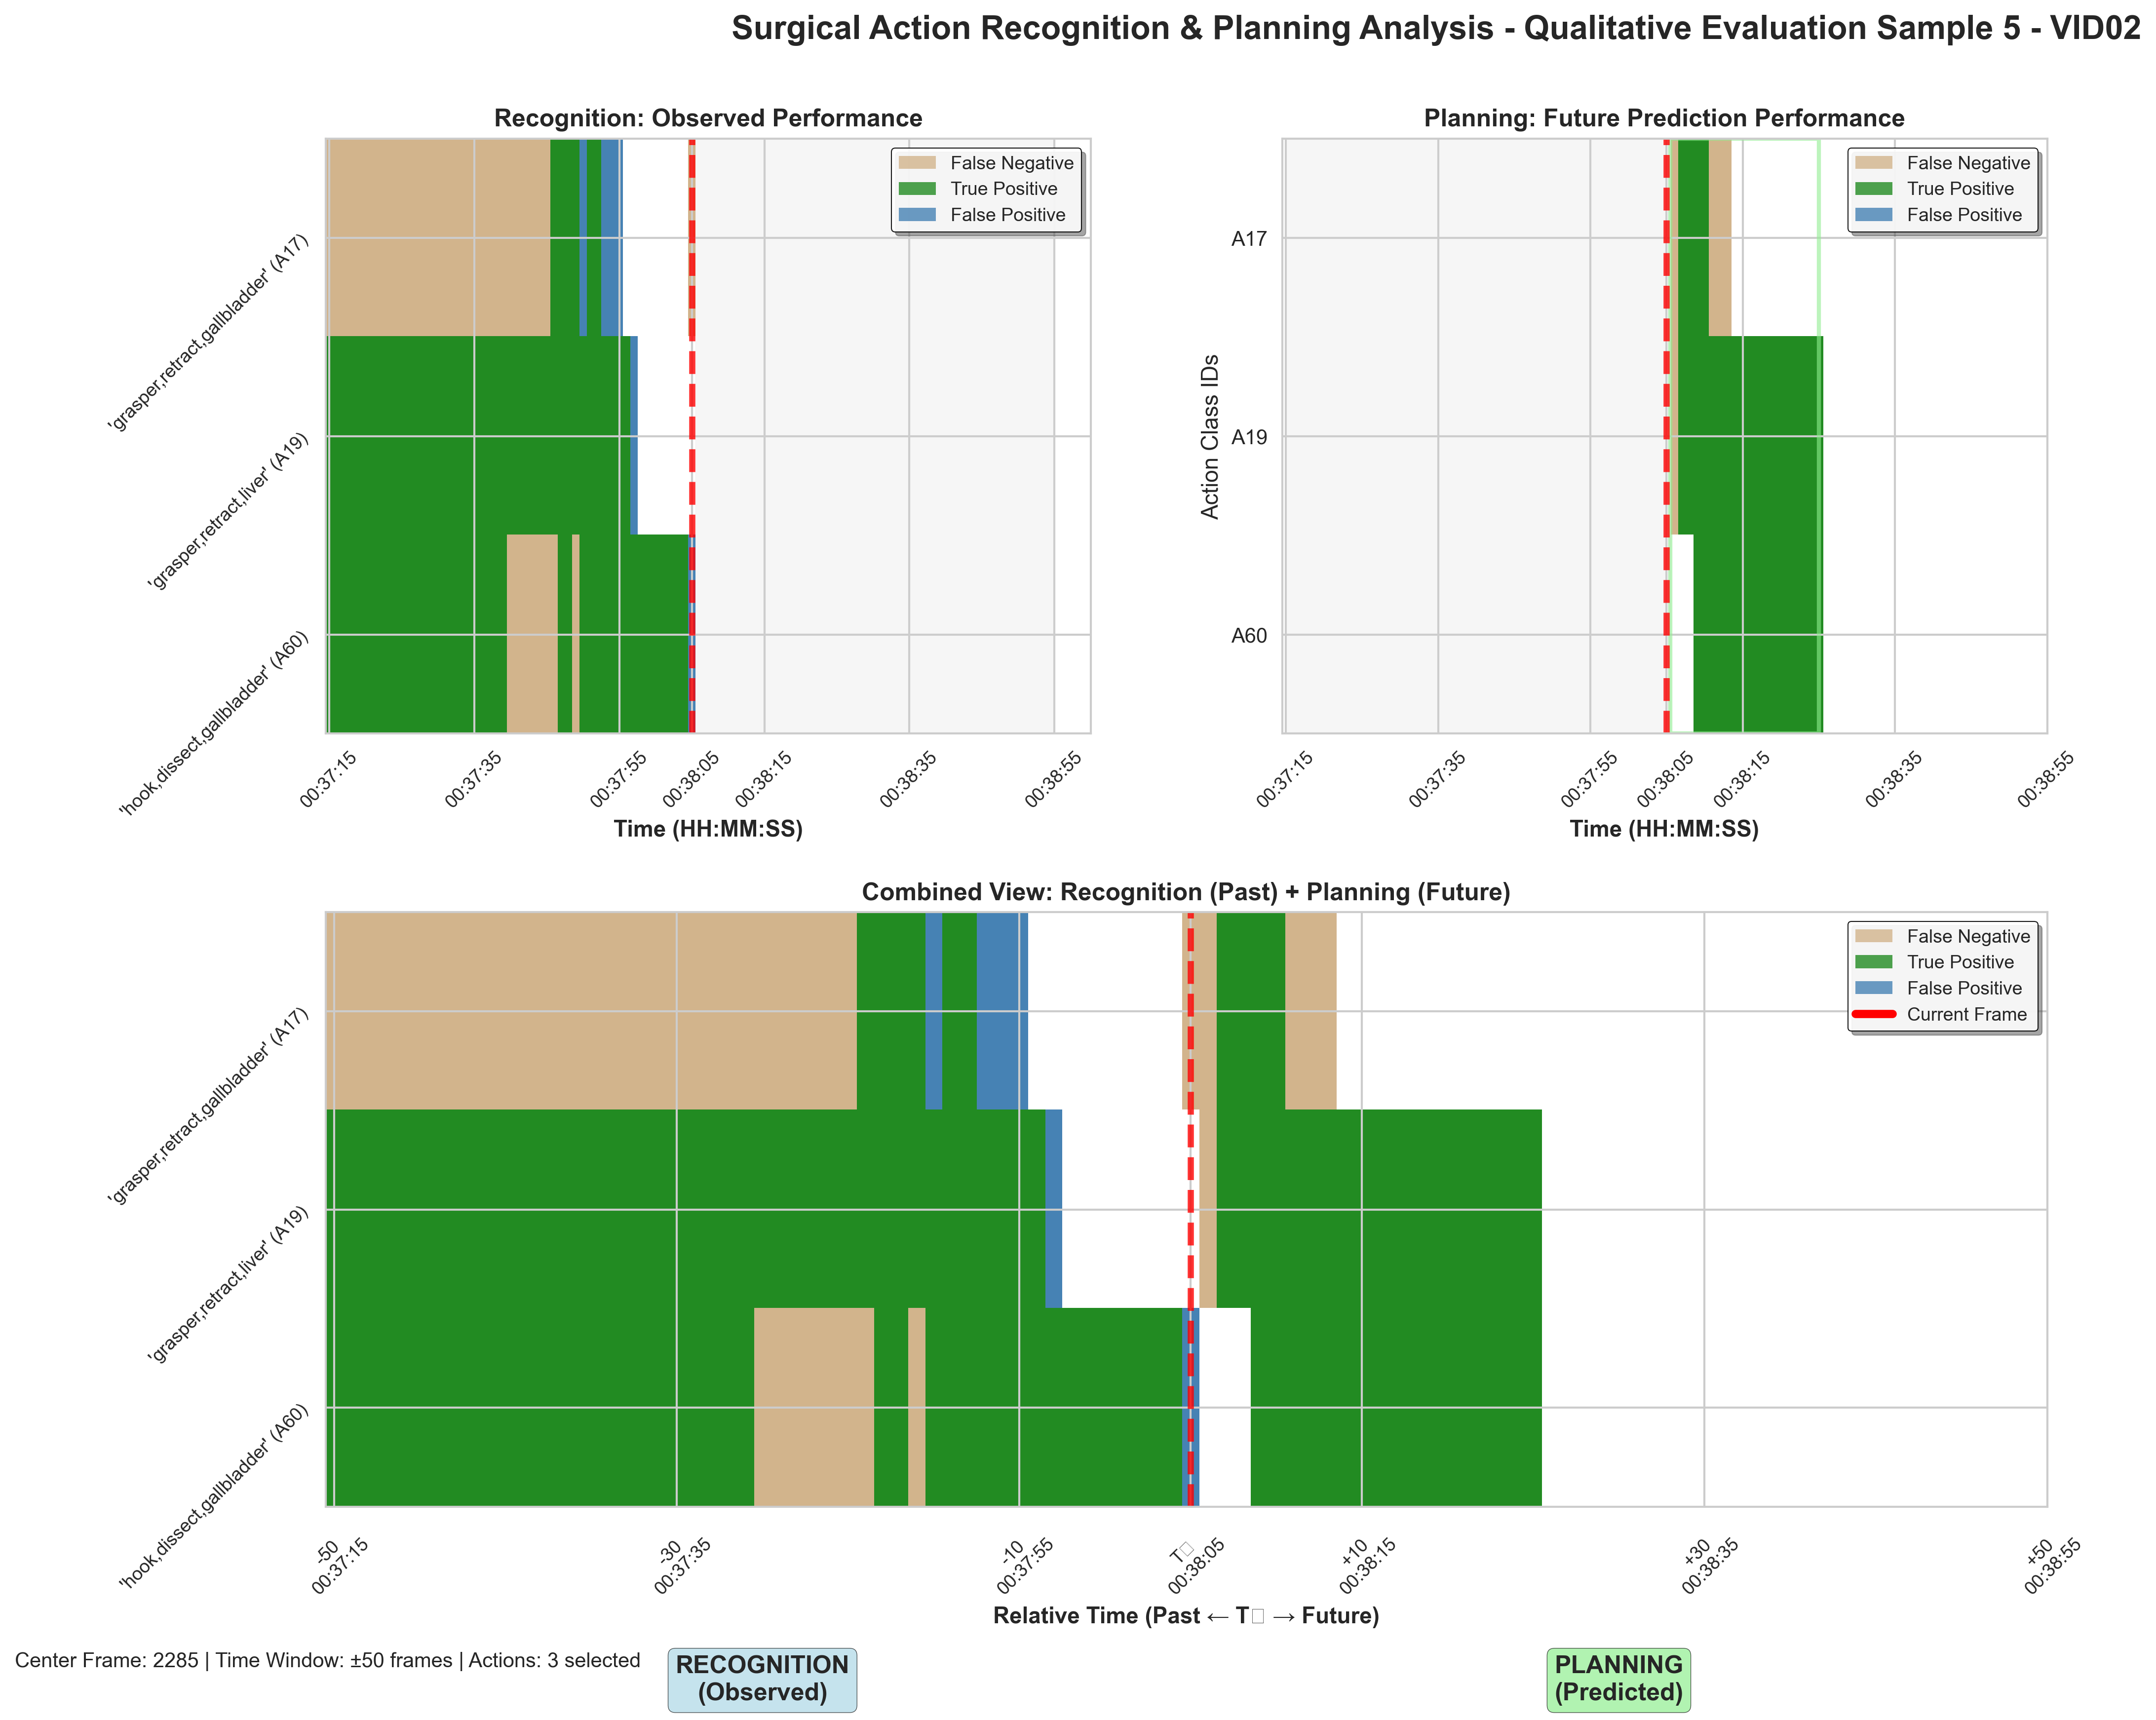 Surgical Action Recognition & Planning Analysis - Qualitative Evaluation Sample 5 - VID02
Recognition: Observed Performance
False Negative
True Positive
False Positive
'grasper,retract,gallbladder' (A17)
'grasper,retract,liver' (A19)
'hook,dissect,gallbladder' (A60)
00:37:15
00:37:35
00:37:55
00:38:05
00:38:15
00:38:35
00:38:55
Time (HH:MM:SS)
Planning: Future Prediction Performance
False Negative
True Positive
False Positive
Action Class IDs
A17
A19
A60
00:37:15
00:37:35
00:37:55
00:38:05
00:38:15
00:38:35
00:38:55
Time (HH:MM:SS)
Combined View: Recognition (Past) + Planning (Future)
False Negative
True Positive
False Positive
Current Frame
'grasper,retract,gallbladder' (A17)
'grasper,retract,liver' (A19)
'hook,dissect,gallbladder' (A60)
-50
00:37:15
-30
00:37:35
-10
00:37:55
T□
00:38:05
+10
00:38:15
+30
00:38:35
+50
00:38:55
Relative Time (Past ← T□ → Future)
Center Frame: 2285 | Time Window: ±50 frames | Actions: 3 selected
RECOGNITION
(Observed)
PLANNING
(Predicted)